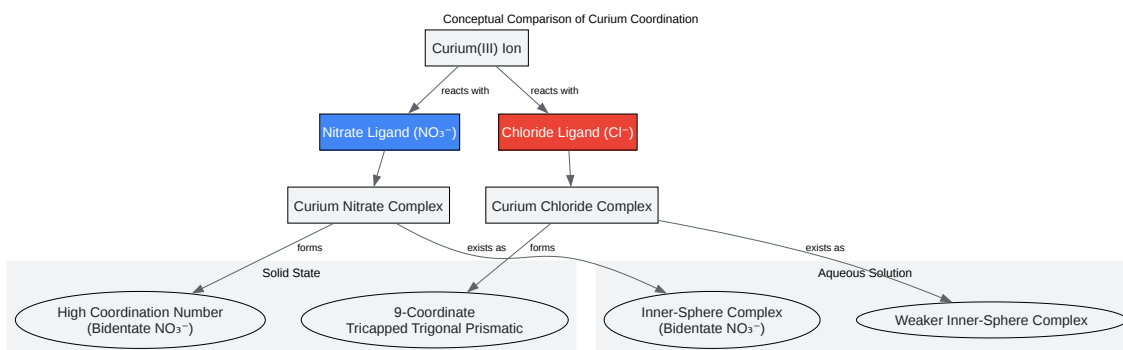 Conceptual Comparison of Curium Coordination
Curium(III) Ion
reacts with
reacts with
Nitrate Ligand (NO₃⁻)
Chloride Ligand (Cl⁻)
Curium Nitrate Complex
Curium Chloride Complex
forms
exists as
forms
exists as
Solid State
Aqueous Solution
High Coordination Number
(Bidentate NO₃⁻)
9-Coordinate
Tricapped Trigonal Prismatic
Inner-Sphere Complex
(Bidentate NO₃⁻)
Weaker Inner-Sphere Complex